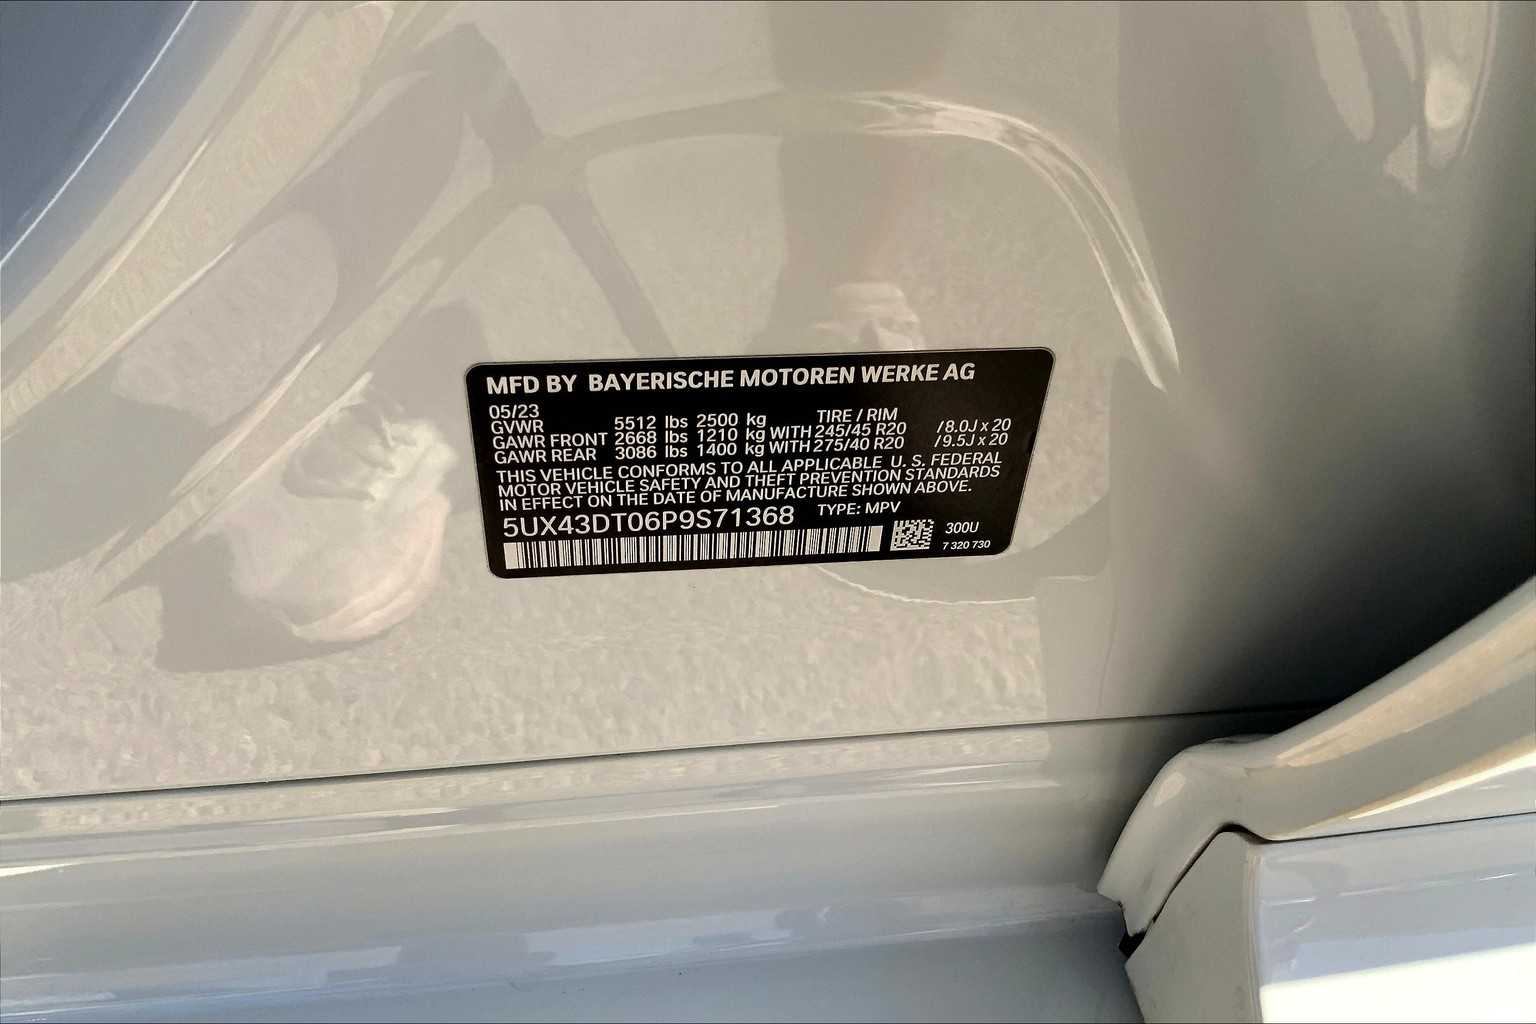 MFD BY BAYERISCHE MOTOREN WERKE AG
05/23 TIRE / RIM
GVWR 5512 lbs 2500 kg
GAWR FRONT 2668 lbs 1210 kg WITH 245/45 R20 /8.0J x 20
GAWR REAR 3086 lbs 1400 kg WITH 275/40 R20 /9.5J x 20
THIS VEHICLE CONFORMS TO ALL APPLICABLE U. S. FEDERAL
MOTOR VEHICLE SAFETY AND THEFT PREVENTION STANDARDS
IN EFFECT ON THE DATE OF MANUFACTURE SHOWN ABOVE.
5UX43DT06P9S71368 TYPE: MPV
300U
7 320 730